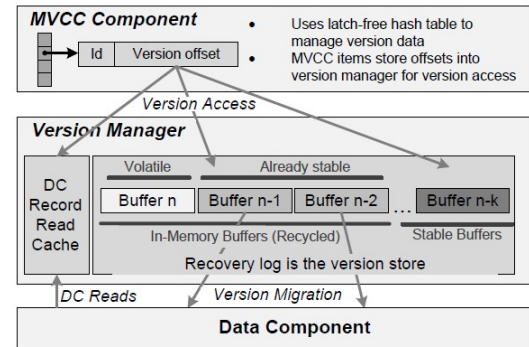 MVCC Component
• Uses latch-free hash table to
manage version data
• MVCC items store offsets into
version manager for version access
Id
Version offset
Version Access
Version Manager
DC
Record
Read
Cache
Volatile
Already stable
Buffer n
Buffer n-1
Buffer n-2
...
Buffer n-k
In-Memory Buffers (Recycled)
Stable Buffers
Recovery log is the version store
DC Reads
Version Migration
Data Component